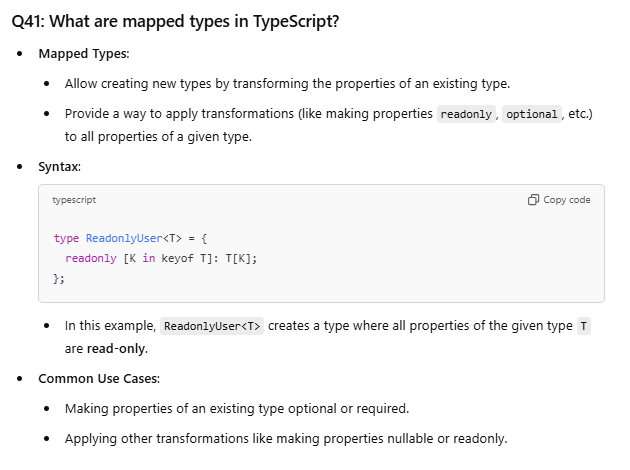 Q41: What are mapped types in TypeScript?
• Mapped Types:
• Allow creating new types by transforming the properties of an existing type.
• Provide a way to apply transformations (like making properties readonly, optional, etc.)
to all properties of a given type.
• Syntax:
typescript Copy code
type ReadonlyUser<T> = {
  readonly [K in keyof T]: T[K];
};
• In this example, ReadonlyUser<T> creates a type where all properties of the given type T
are read-only.
• Common Use Cases:
• Making properties of an existing type optional or required.
• Applying other transformations like making properties nullable or readonly.